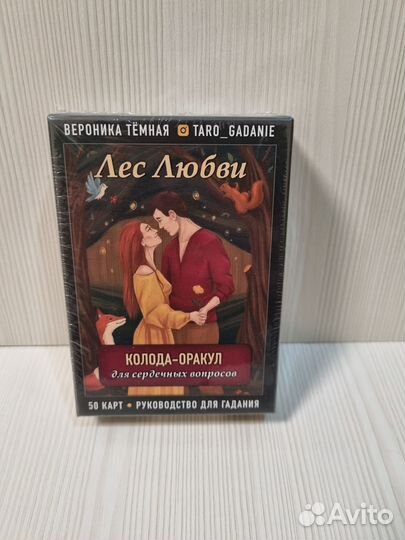 ВЕРОНИКА ТЁМНАЯ TARO_GADANIE
Лес Любви
КОЛОДА-ОРАКУЛ
для сердечных вопросов
50 КАРТ • РУКОВОДСТВО ДЛЯ ГАДАНИЯ
Avito